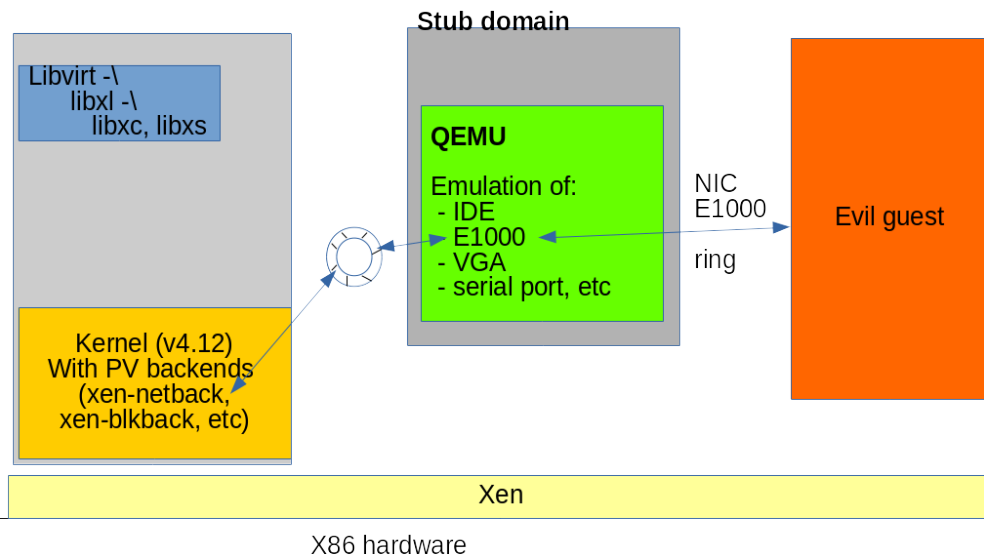 Stub domain
Libvirt -\
libxl -\
libxc, libxs
QEMU
Emulation of:
- IDE
- E1000
- VGA
- serial port, etc
NIC
E1000
ring
Evil guest
Kernel (v4.12)
With PV backends
(xen-netback,
xen-blkback, etc)
Xen
X86 hardware